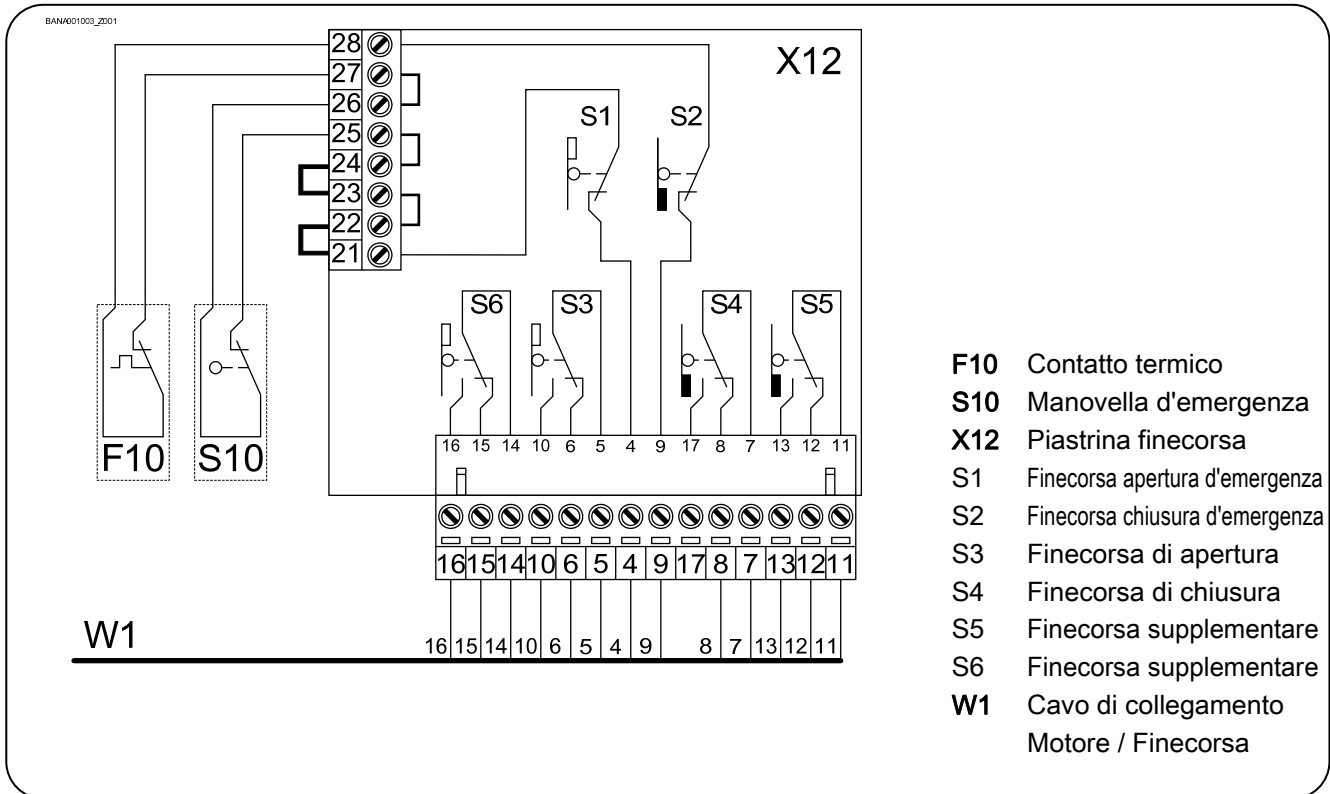 BANA001003_Z001
28
27
26
25
24
23
22
21
X12
S1 S2
S6 S3 S4 S5
F10 S10
16 15 14 10 6 5 4 9 17 8 7 13 12 11
16 15 14 10 6 5 4 9 17 8 7 13 12 11
W1
16 15 14 10 6 5 4 9 8 7 13 12 11
F10 Contatto termico
S10 Manovella d'emergenza
X12 Piastrina finecorsa
S1 Finecorsa apertura d'emergenza
S2 Finecorsa chiusura d'emergenza
S3 Finecorsa di apertura
S4 Finecorsa di chiusura
S5 Finecorsa supplementare
S6 Finecorsa supplementare
W1 Cavo di collegamento
Motore / Finecorsa